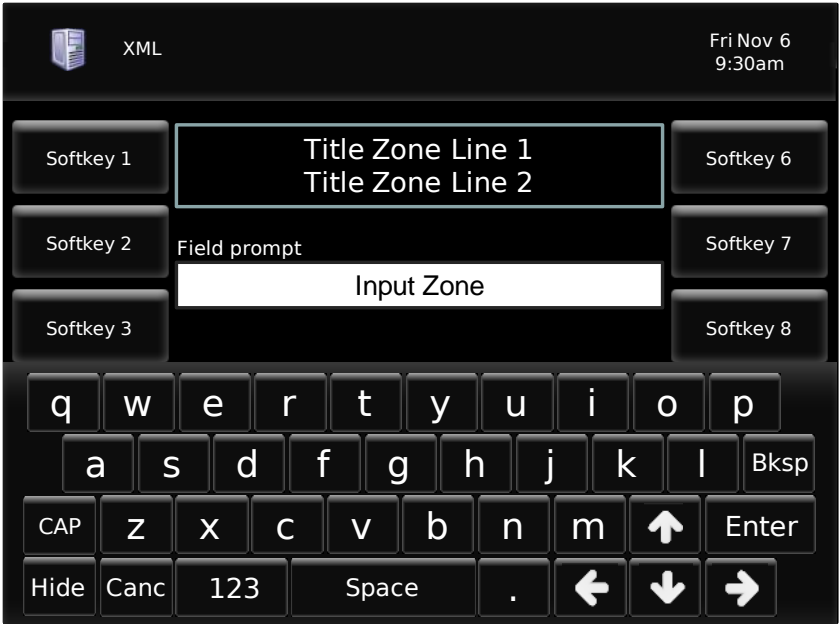 XML
Fri Nov 6
9:30am
Softkey 1
Title Zone Line 1
Title Zone Line 2
Softkey 6
Softkey 2
Field prompt
Softkey 7
Input Zone
Softkey 3
Softkey 8
q w e r t y u i o p
a s d f g h j k l Bksp
CAP z x c v b n m Enter
Hide Canc 123 Space .